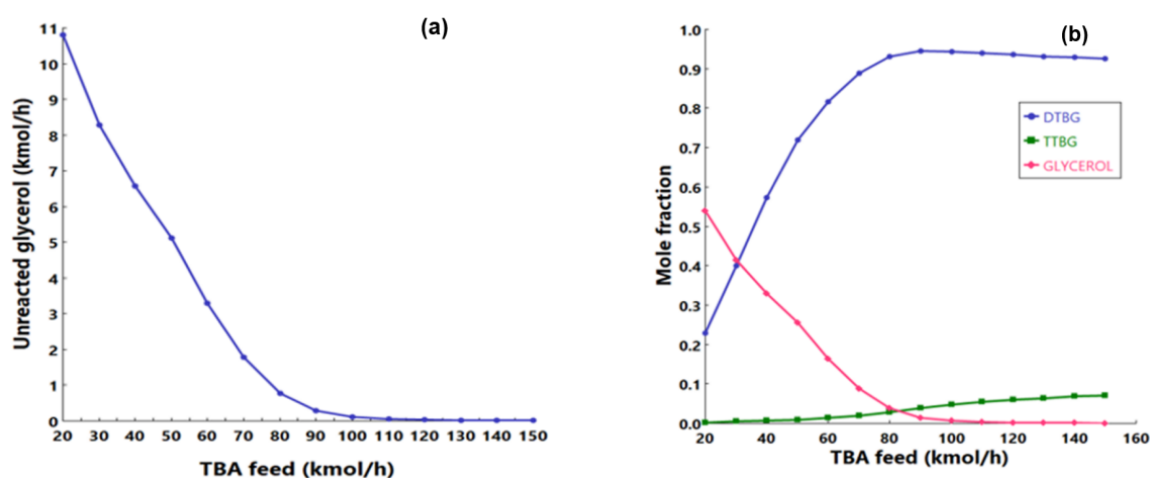 (a)
Unreacted glycerol (kmol/h)
11
10
9
8
7
6
5
4
3
2
1
0
20 30 40 50 60 70 80 90 100 110 120 130 140 150
TBA feed (kmol/h)
(b)
Mole fraction
1.0
0.9
0.8
0.7
0.6
0.5
0.4
0.3
0.2
0.1
0.0
20 40 60 80 100 120 140 160
TBA feed (kmol/h)
DTBG
TTBG
GLYCEROL